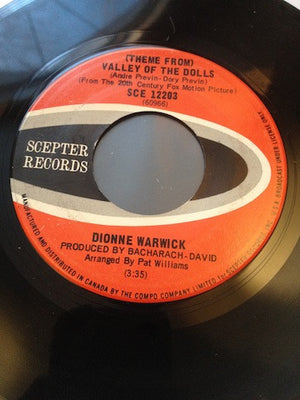 (THEME FROM)
VALLEY OF THE DOLLS
(Andre Previn-Dory Previn)
(From The 20th Century Fox Motion Picture)
SCE 12203
(60966)
SCEPTER
RECORDS
DIONNE WARWICK
PRODUCED BY BACHARACH-DAVID
Arranged By Pat Williams
(3:35)
MANUFACTURED AND DISTRIBUTED IN CANADA BY THE COMPO COMPANY LIMITED